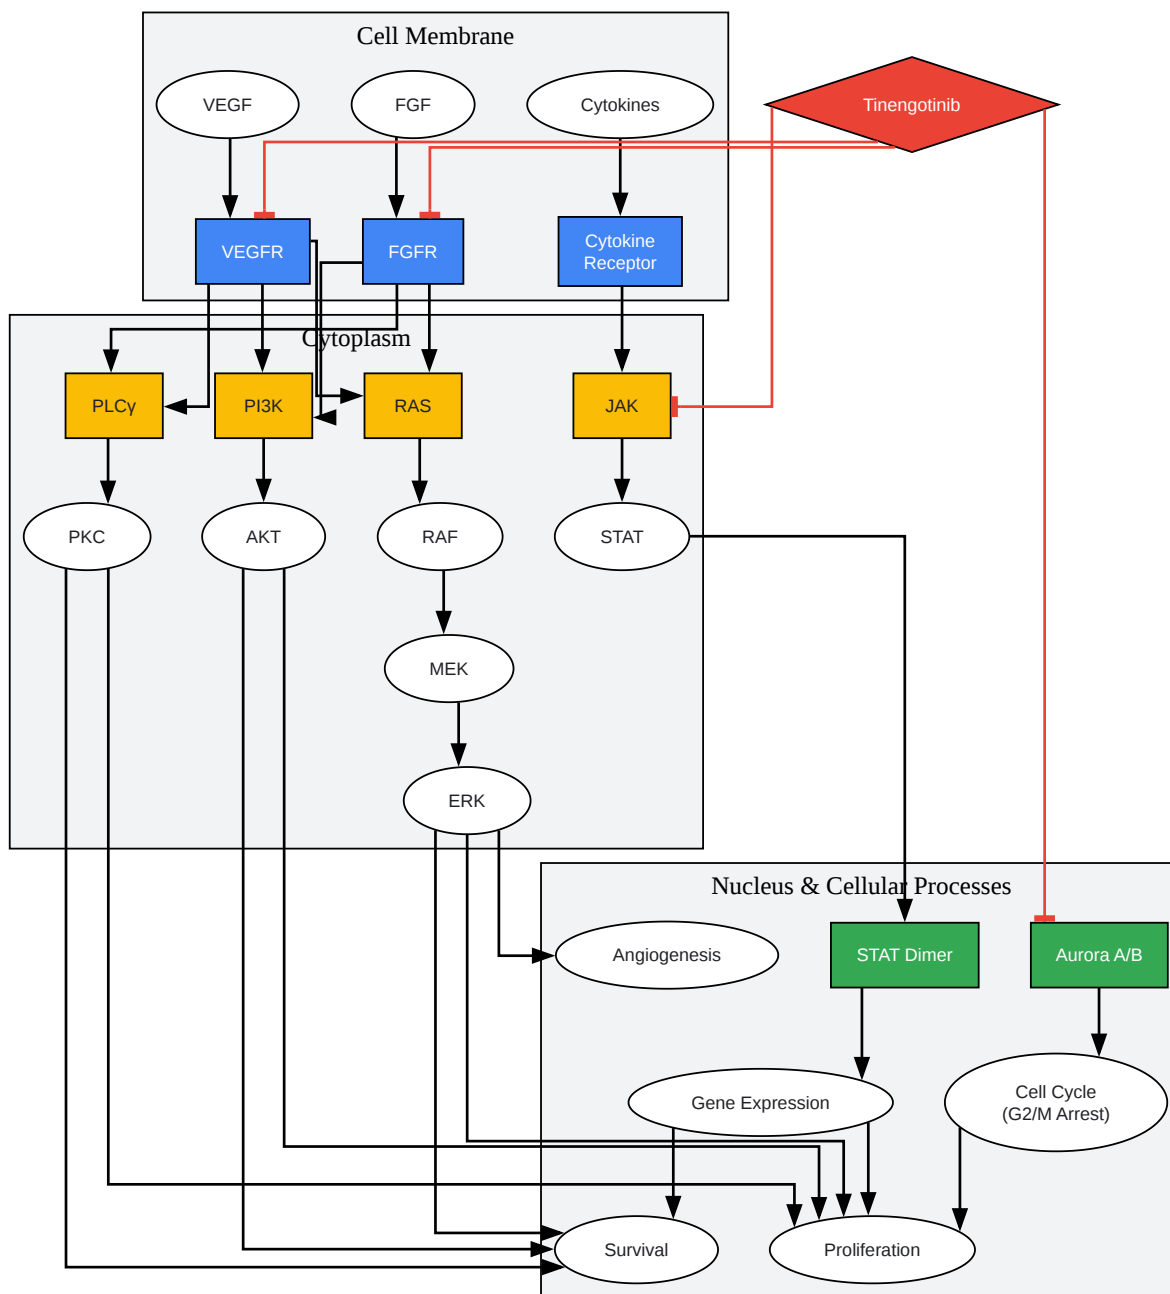 Cell Membrane
VEGF
FGF
Cytokines
Tinengotinib
VEGFR
FGFR
Cytokine
Receptor
Cytoplasm
PLCγ
PI3K
RAS
JAK
PKC
AKT
RAF
STAT
MEK
ERK
Nucleus & Cellular Processes
Angiogenesis
STAT Dimer
Aurora A/B
Gene Expression
Cell Cycle
(G2/M Arrest)
Survival
Proliferation